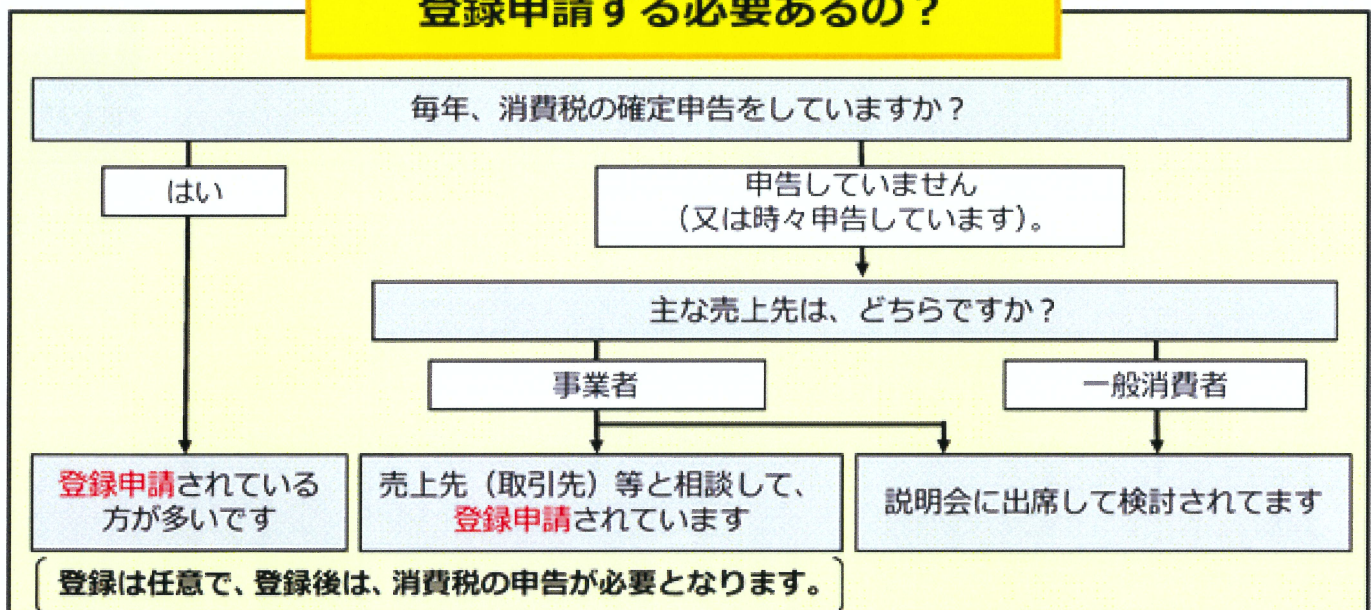 登録申請する必要あるの？
毎年、消費税の確定申告をしていますか？
はい
申告していません
（又は時々申告しています）。
主な売上先は、どちらですか？
事業者
一般消費者
登録申請されている
方が多いです
売上先（取引先）等と相談して、
登録申請されています
説明会に出席して検討されてます
登録は任意で、登録後は、消費税の申告が必要となります。